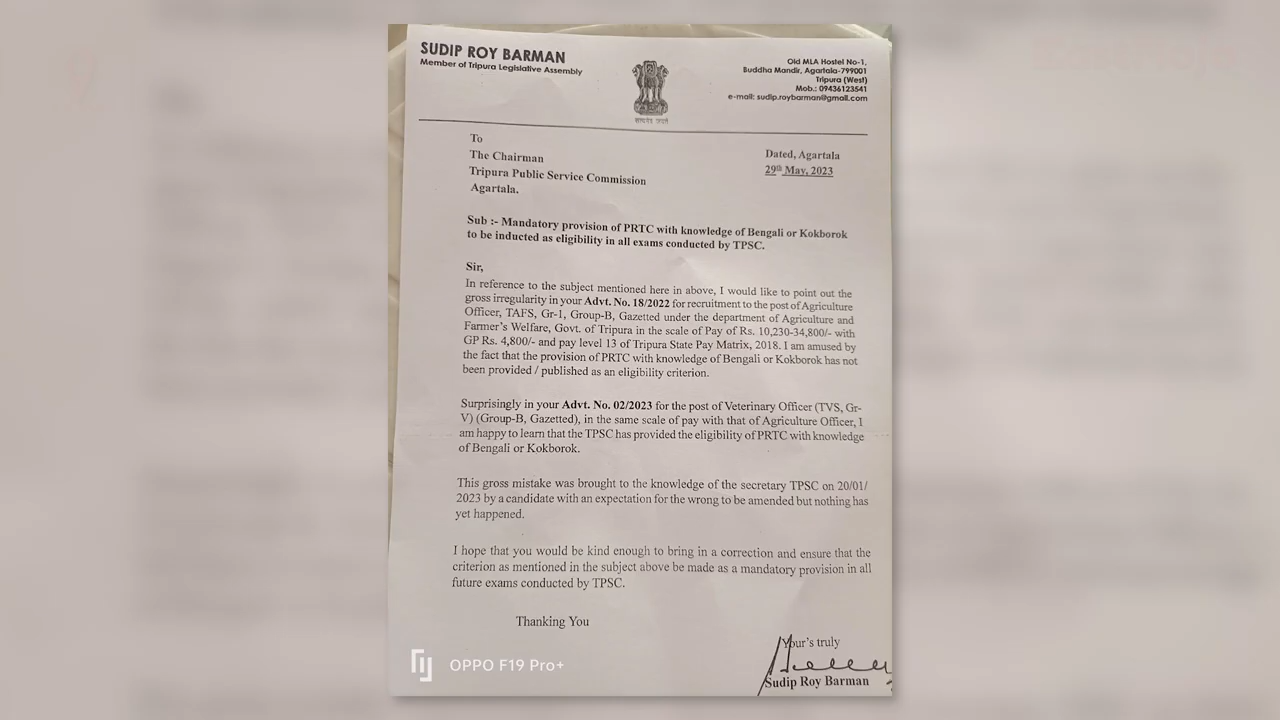 SUDIP ROY BARMAN
Member of Tripura Legislative Assembly
Old MLA Hostel No-1,
Buddha Mandir, Agartala-799001
Tripura (West)
Mob.: 09436123541
e-mail: sudip.roybarman@gmail.com
सत्यमेव जयते
To
The Chairman
Tripura Public Service Commission
Agartala.
Dated, Agartala
29th May, 2023
Sub :- Mandatory provision of PRTC with knowledge of Bengali or Kokborok
to be inducted as eligibility in all exams conducted by TPSC.
Sir,
In reference to the subject mentioned here in above, I would like to point out the
gross irregularity in your Advt. No. 18/2022 for recruitment to the post of Agriculture
Officer, TAFS, Gr-1, Group-B, Gazetted under the department of Agriculture and
Farmer's Welfare, Govt. of Tripura in the scale of Pay of Rs. 10,230-34,800/- with
GP Rs. 4,800/- and pay level 13 of Tripura State Pay Matrix, 2018. I am amused by
the fact that the provision of PRTC with knowledge of Bengali or Kokborok has not
been provided / published as an eligibility criterion.
Surprisingly in your Advt. No. 02/2023 for the post of Veterinary Officer (TVS, Gr-
V) (Group-B, Gazetted), in the same scale of pay with that of Agriculture Officer, I
am happy to learn that the TPSC has provided the eligibility of PRTC with knowledge
of Bengali or Kokborok.
This gross mistake was brought to the knowledge of the secretary TPSC on 20/01/
2023 by a candidate with an expectation for the wrong to be amended but nothing has
yet happened.
I hope that you would be kind enough to bring in a correction and ensure that the
criterion as mentioned in the subject above be made as a mandatory provision in all
future exams conducted by TPSC.
Thanking You
Your's truly
Sudip Roy Barman
OPPO F19 Pro+